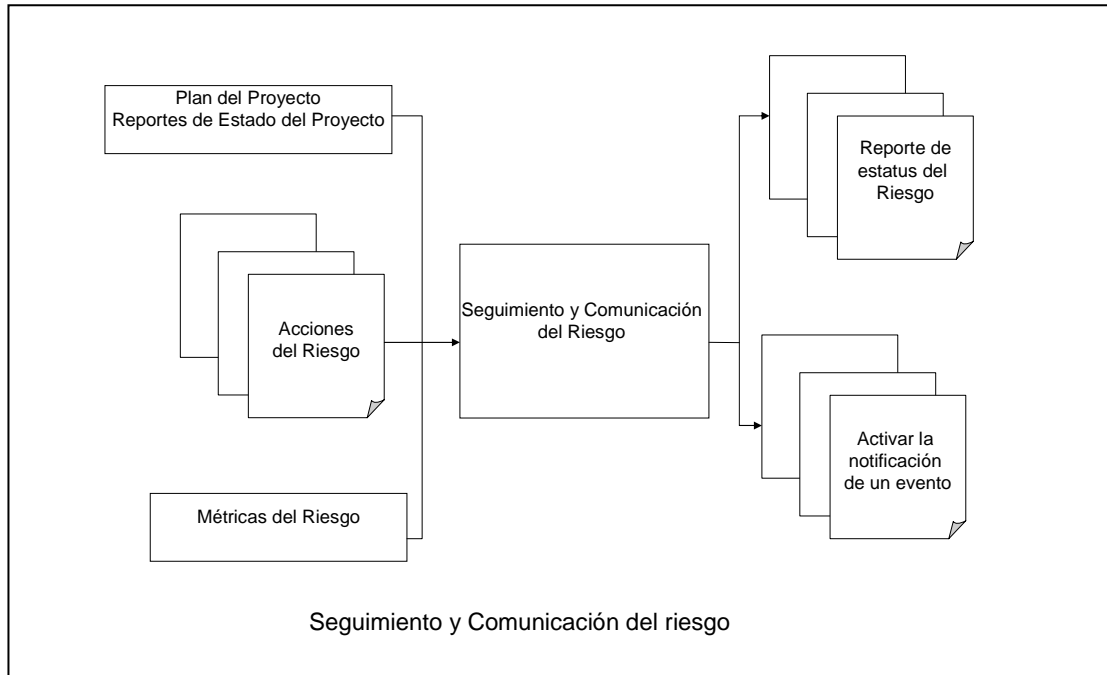 Plan del Proyecto
Reportes de Estado del Proyecto
Acciones
del Riesgo
Métricas del Riesgo
Seguimiento y Comunicación
del Riesgo
Reporte de
estatus del
Riesgo
Activar la
notificación
de un evento
Seguimiento y Comunicación del riesgo